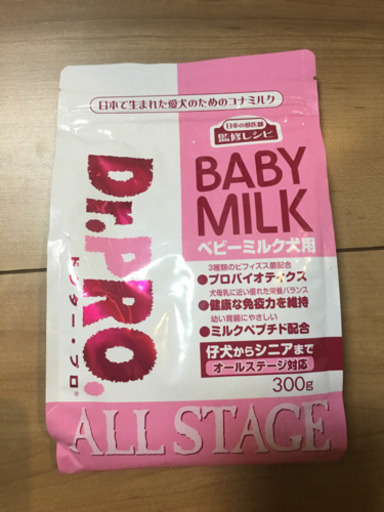 日本で生まれた愛犬のためのコナミルク
日本の獣医師
監修レシピ
BABY
MILK
ベビーミルク犬用
3種類のビフィズス菌配合
●プロバイオティクス
犬母乳に近い優れた栄養バランス
●健康な免疫力を維持
幼い胃腸にやさしい
●ミルクペプチド配合
仔犬からシニアまで
オールステージ対応
300g
Dr.PRO.
ドクター・プロ®
ALL STAGE